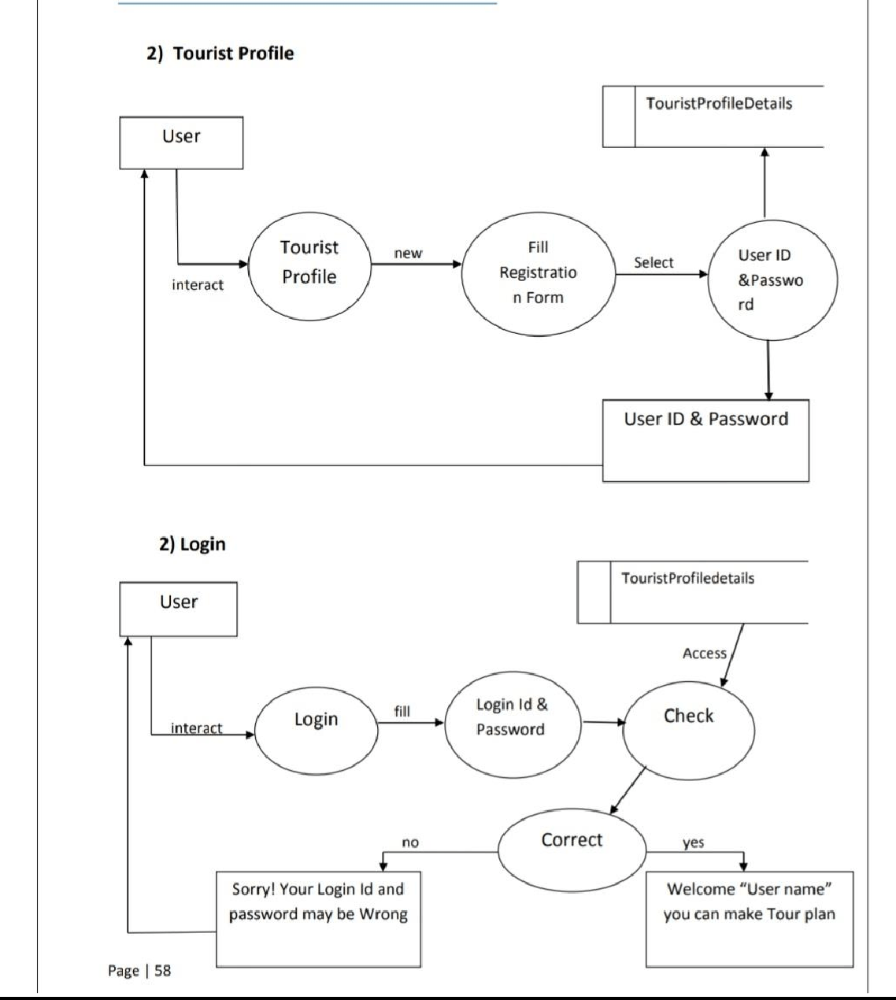 2) Tourist Profile
TouristProfileDetails
User
Tourist
Profile
new
Fill
Registratio
n Form
Select
User ID
&Passwo
rd
interact
User ID & Password
2) Login
TouristProfiledetails
User
Access
Login
fill
Login Id &
Password
Check
interact
Correct
no
yes
Sorry! Your Login Id and
password may be Wrong
Welcome “User name”
you can make Tour plan
Page | 58